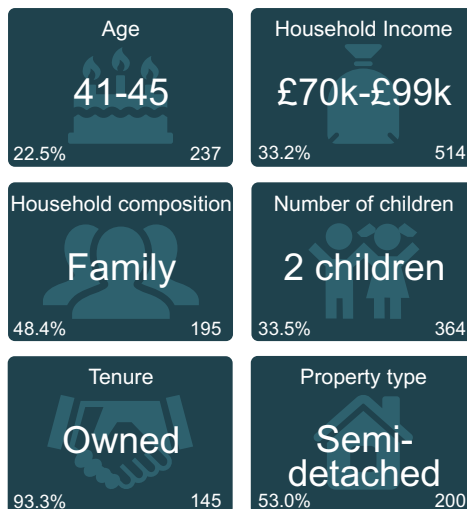 Age
41-45
22.5% 237
Household Income
£70k-£99k
33.2% 514
Household composition
Family
48.4% 195
Number of children
2 children
33.5% 364
Tenure
Owned
93.3% 145
Property type
Semi-
detached
53.0% 200